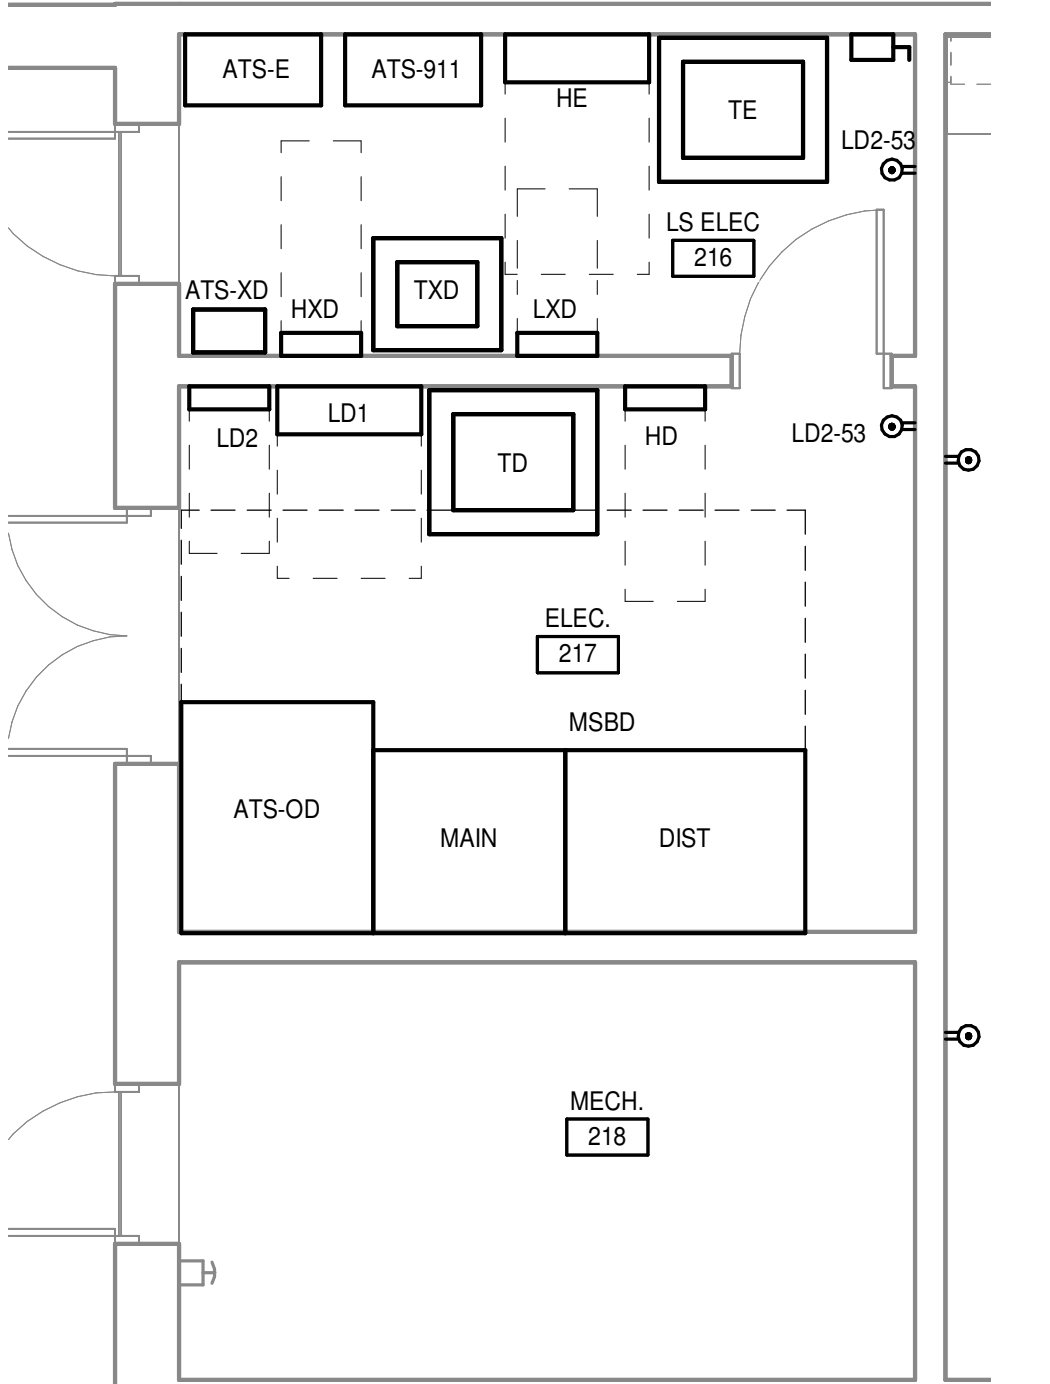 ATS-E
ATS-911
HE
TE
LD2-53
LS ELEC
216
ATS-XD
HXD
TXD
LXD
LD2
LD1
TD
HD
LD2-53
ELEC.
217
MSBD
ATS-OD
MAIN
DIST
MECH.
218